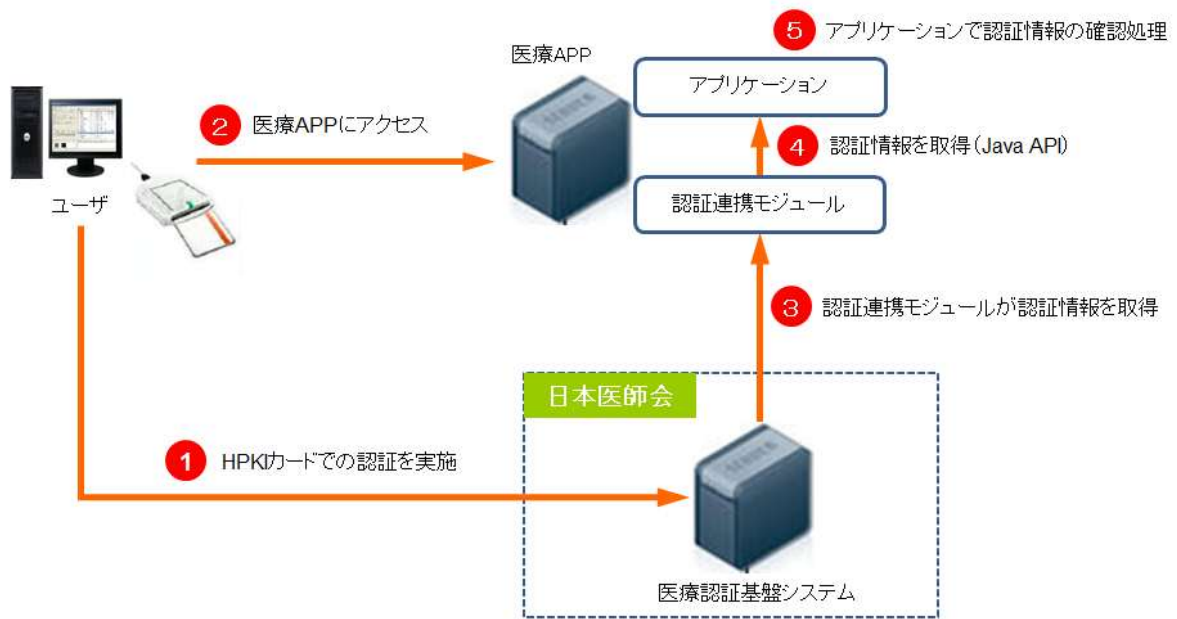 5 アプリケーションで認証情報の確認処理
医療APP
アプリケーション
2 医療APPにアクセス
4 認証情報を取得(Java API)
ユーザ
認証連携モジュール
3 認証連携モジュールが認証情報を取得
日本医師会
1 HPKIカードでの認証を実施
医療認証基盤システム